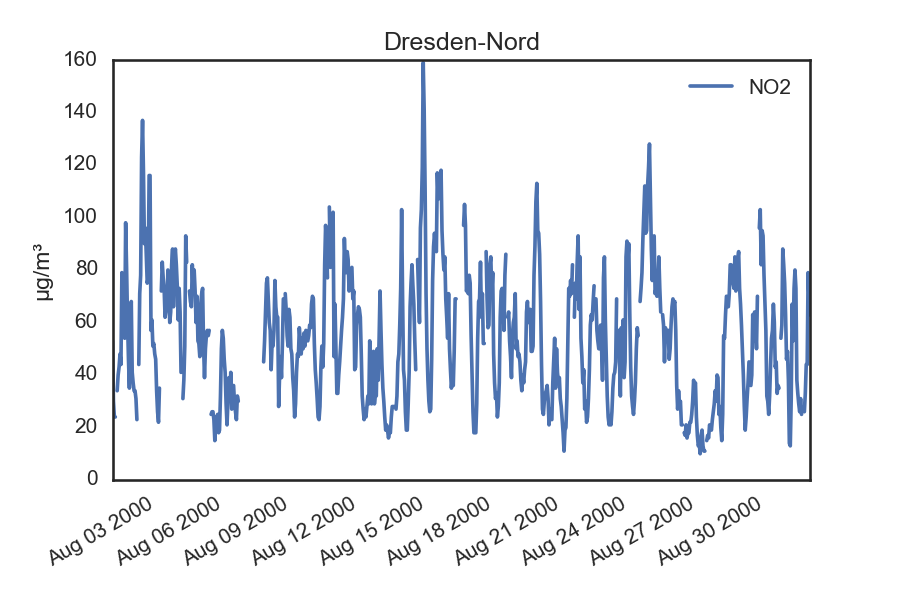 Dresden-Nord
NO2
µg/m³
160
140
120
100
80
60
40
20
0
Aug 03 2000
Aug 06 2000
Aug 09 2000
Aug 12 2000
Aug 15 2000
Aug 18 2000
Aug 21 2000
Aug 24 2000
Aug 27 2000
Aug 30 2000